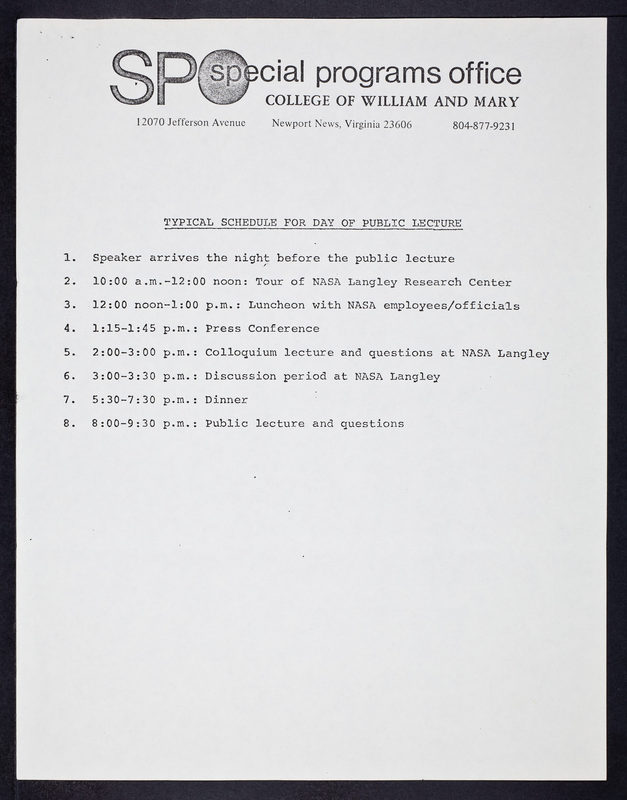 SPO special programs office
COLLEGE OF WILLIAM AND MARY
12070 Jefferson Avenue Newport News, Virginia 23606 804-877-9231
TYPICAL SCHEDULE FOR DAY OF PUBLIC LECTURE
1. Speaker arrives the night before the public lecture
2. 10:00 a.m.-12:00 noon: Tour of NASA Langley Research Center
3. 12:00 noon-1:00 p.m.: Luncheon with NASA employees/officials
4. 1:15-1:45 p.m.: Press Conference
5. 2:00-3:00 p.m.: Colloquium lecture and questions at NASA Langley
6. 3:00-3:30 p.m.: Discussion period at NASA Langley
7. 5:30-7:30 p.m.: Dinner
8. 8:00-9:30 p.m.: Public lecture and questions